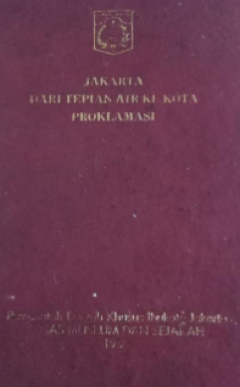 JAKARTA
DARI TEPIAN AIR KE KOTA
PROKLAMASI
Pemerintah Daerah Khusus Ibukota Jakarta
DINAS MUSEUM DAN SEJARAH